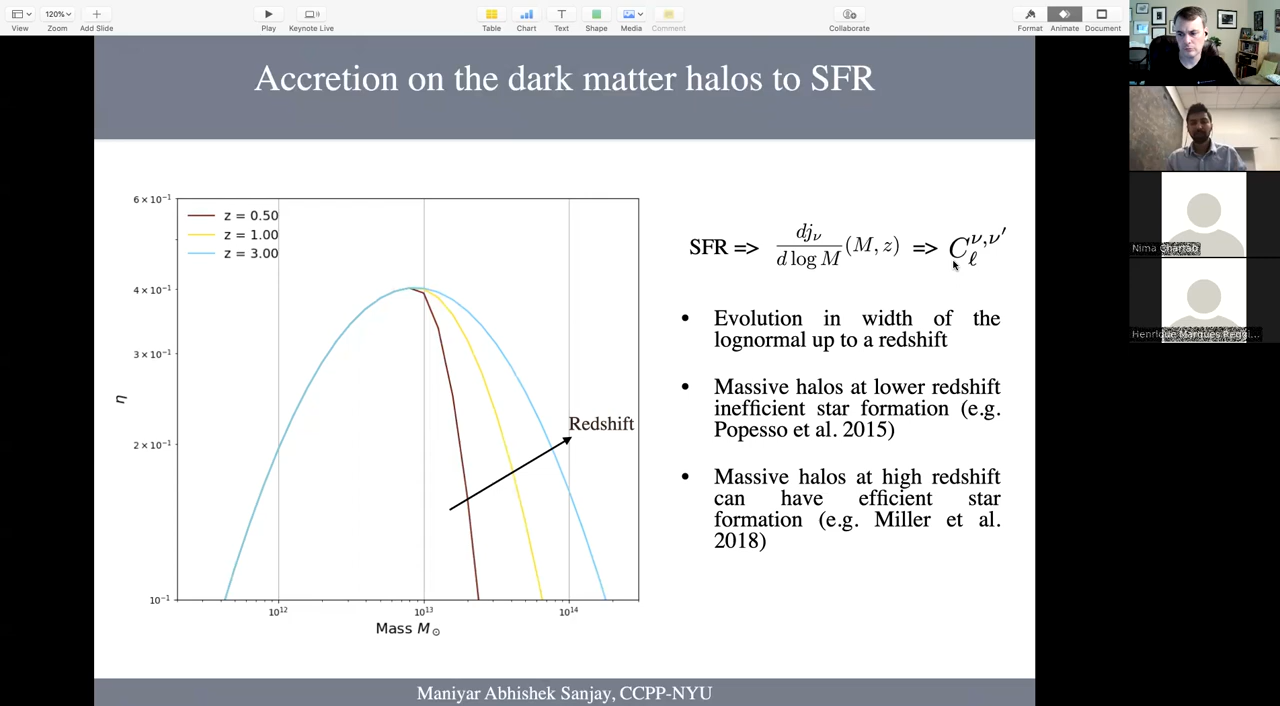 View
120%
Zoom
Add Slide
Play
Keynote Live
Table
Chart
Text
Shape
Media
Comment
Collaborate
Format
Animate
Document
Accretion on the dark matter halos to SFR
6 × 10⁻¹
4 × 10⁻¹
3 × 10⁻¹
2 × 10⁻¹
10⁻¹
η
z = 0.50
z = 1.00
z = 3.00
Redshift
10¹²
10¹³
10¹⁴
Mass M⊙
SFR => dj_ν / d log M (M, z) => C_ℓ^{ν,ν′}
• Evolution in width of the
lognormal up to a redshift
• Massive halos at lower redshift
inefficient star formation (e.g.
Popesso et al. 2015)
• Massive halos at high redshift
can have efficient star
formation (e.g. Miller et al.
2018)
Maniyar Abhishek Sanjay, CCPP-NYU
Nima Chartab
Henrique Marques Reggi...